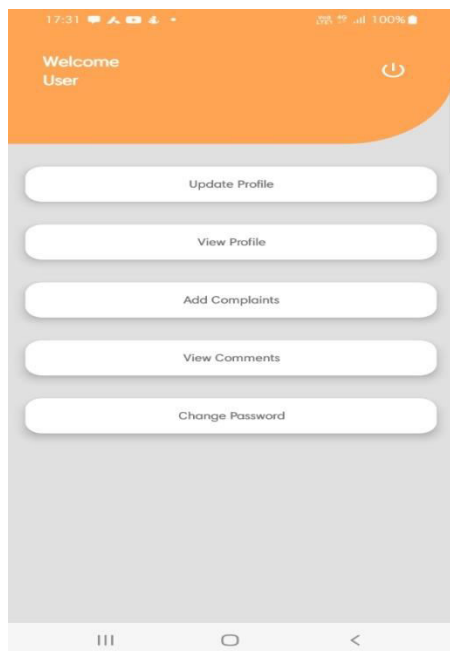 17:31
100%
Welcome
User
Update Profile
View Profile
Add Complaints
View Comments
Change Password